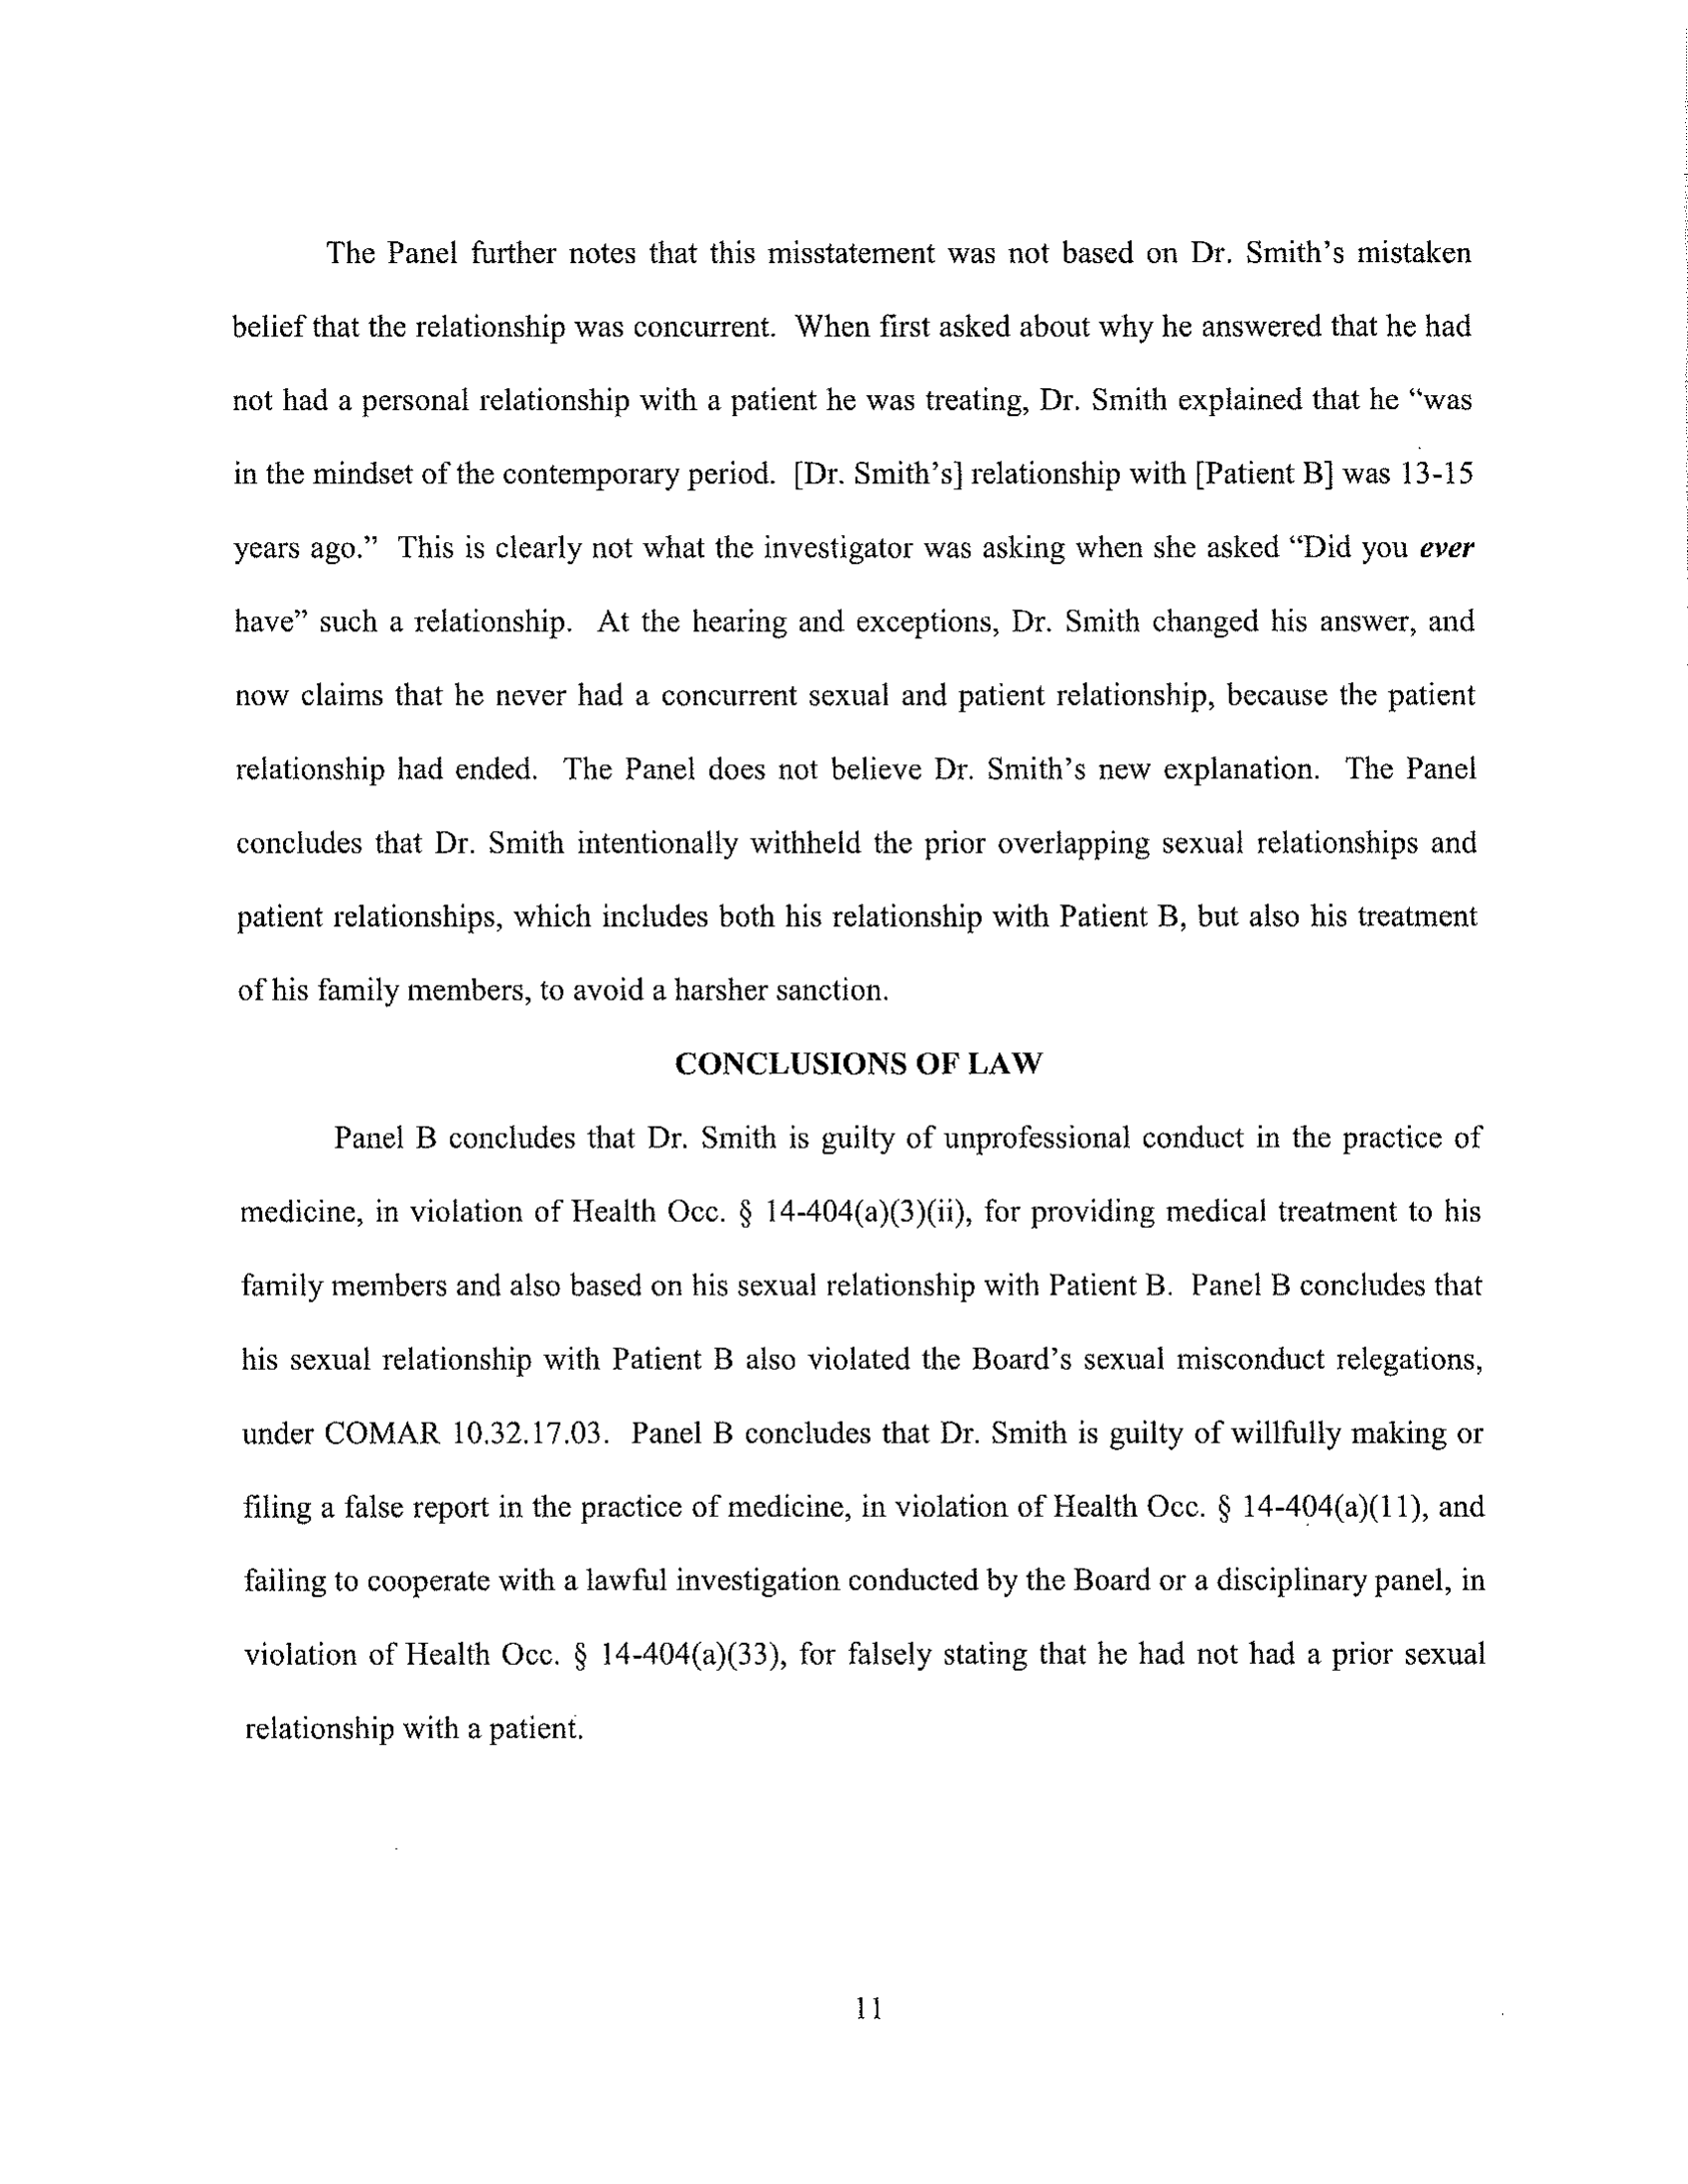 The Panel further notes that this misstatement was not based on Dr. Smith's mistaken
belief that the relationship was concurrent. When first asked about why he answered that he had
not had a personal relationship with a patient he was treating, Dr. Smith explained that he “was
in the mindset of the contemporary period. [Dr. Smith's] relationship with [Patient B] was 13-15
years ago.” This is clearly not what the investigator was asking when she asked “Did you ever
have” such a relationship. At the hearing and exceptions, Dr. Smith changed his answer, and
now claims that he never had a concurrent sexual and patient relationship, because the patient
relationship had ended. The Panel does not believe Dr. Smith's new explanation. The Panel
concludes that Dr. Smith intentionally withheld the prior overlapping sexual relationships and
patient relationships, which includes both his relationship with Patient B, but also his treatment
of his family members, to avoid a harsher sanction.
CONCLUSIONS OF LAW
Panel B concludes that Dr. Smith is guilty of unprofessional conduct in the practice of
medicine, in violation of Health Occ. § 14-404(a)(3)(ii), for providing medical treatment to his
family members and also based on his sexual relationship with Patient B. Panel B concludes that
his sexual relationship with Patient B also violated the Board's sexual misconduct relegations,
under COMAR 10.32.17.03. Panel B concludes that Dr. Smith is guilty of willfully making or
filing a false report in the practice of medicine, in violation of Health Occ. § 14-404(a)(11), and
failing to cooperate with a lawful investigation conducted by the Board or a disciplinary panel, in
violation of Health Occ. § 14-404(a)(33), for falsely stating that he had not had a prior sexual
relationship with a patient.
11